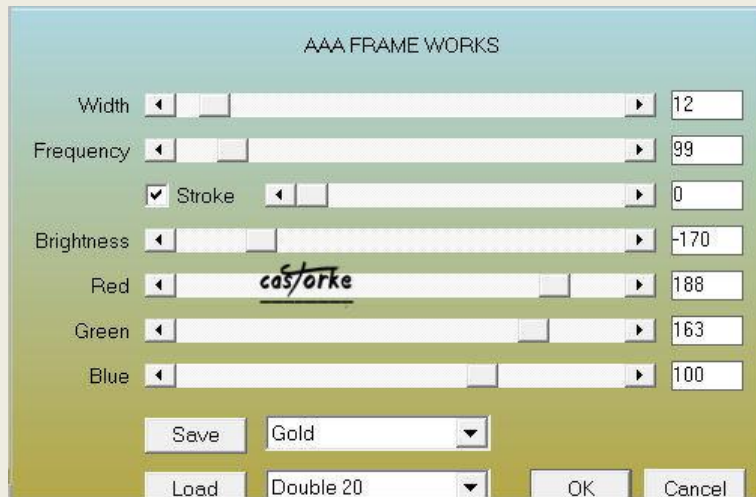 AAA FRAME WORKS
Width 12
Frequency 99
Stroke 0
Brightness -170
castorke
Red 188
Green 163
Blue 100
Save Gold
Load Double 20 OK Cancel